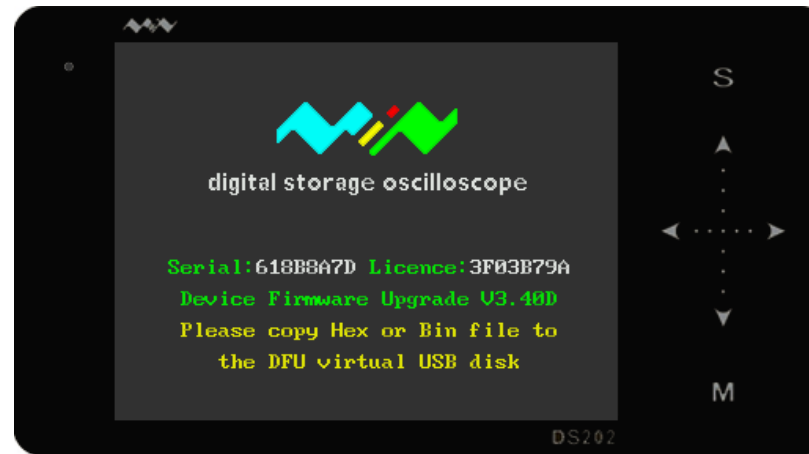 S
digital storage oscilloscope
Serial:618B8A7D Licence:3F03B79A
Device Firmware Upgrade V3.40D
Please copy Hex or Bin file to
the DFU virtual USB disk
M
DS202